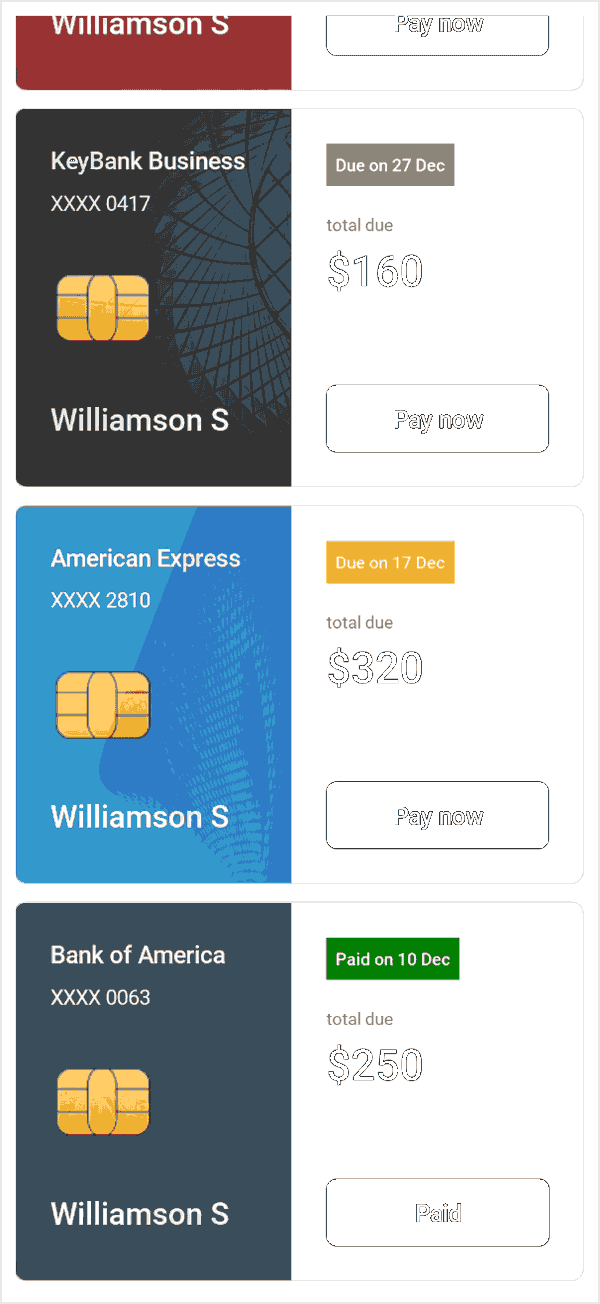 Williamson S
Pay now
KeyBank Business
XXXX 0417
Due on 27 Dec
total due
$160
Williamson S
Pay now
American Express
XXXX 2810
Due on 17 Dec
total due
$320
Williamson S
Pay now
Bank of America
XXXX 0063
Paid on 10 Dec
total due
$250
Williamson S
Paid